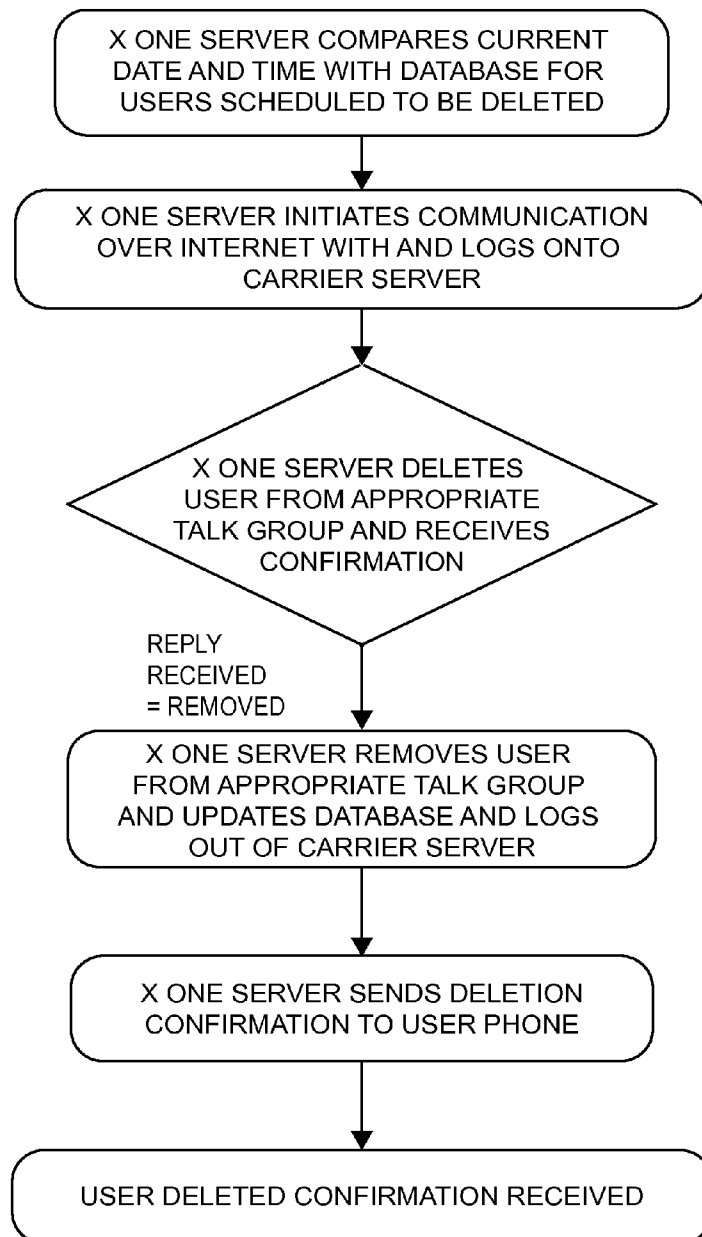 X ONE SERVER COMPARES CURRENT
DATE AND TIME WITH DATABASE FOR
USERS SCHEDULED TO BE DELETED
X ONE SERVER INITIATES COMMUNICATION
OVER INTERNET WITH AND LOGS ONTO
CARRIER SERVER
X ONE SERVER DELETES
USER FROM APPROPRIATE
TALK GROUP AND RECEIVES
CONFIRMATION
REPLY
RECEIVED
= REMOVED
X ONE SERVER REMOVES USER
FROM APPROPRIATE TALK GROUP
AND UPDATES DATABASE AND LOGS
OUT OF CARRIER SERVER
X ONE SERVER SENDS DELETION
CONFIRMATION TO USER PHONE
USER DELETED CONFIRMATION RECEIVED